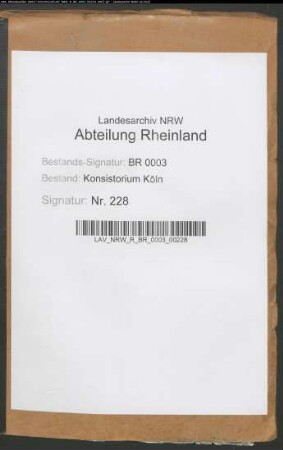 Landesarchiv NRW
Abteilung Rheinland
Bestands-Signatur: BR 0003
Bestand: Konsistorium Köln
Signatur: Nr. 228
LAV_NRW_R_BR_0003_00228